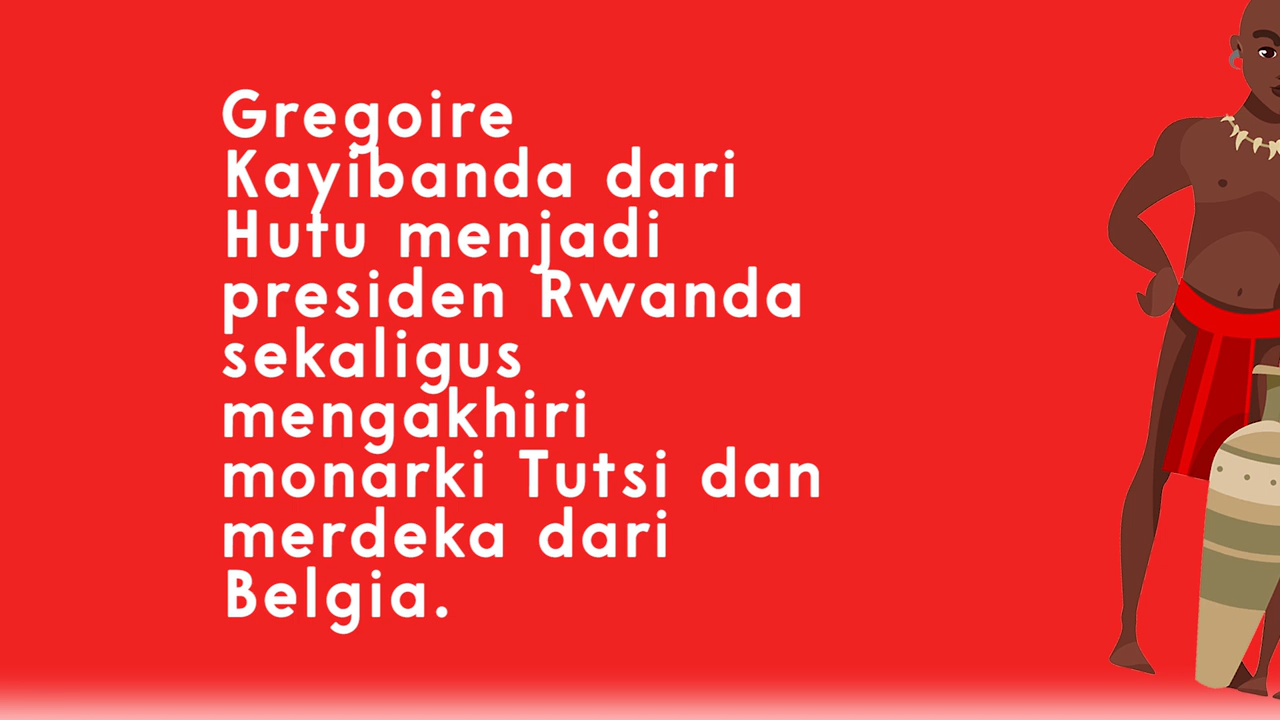 Gregoire
Kayibanda dari
Hutu menjadi
presiden Rwanda
sekaligus
mengakhiri
monarki Tutsi dan
merdeka dari
Belgia.